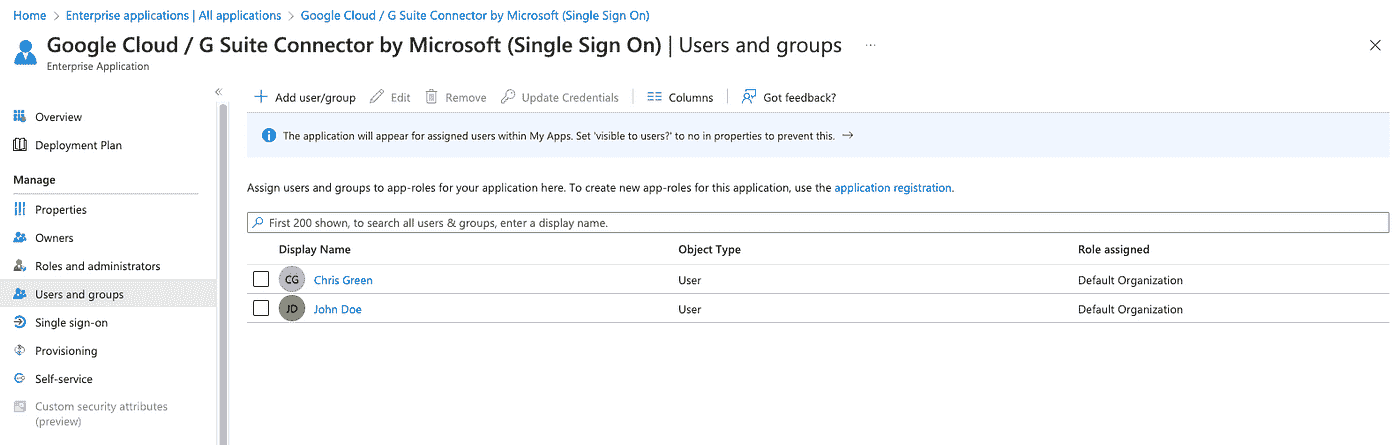 Home > Enterprise applications | All applications > Google Cloud / G Suite Connector by Microsoft (Single Sign On)
Google Cloud / G Suite Connector by Microsoft (Single Sign On) | Users and groups ...
Enterprise Application
Overview
Deployment Plan
Manage
Properties
Owners
Roles and administrators
Users and groups
Single sign-on
Provisioning
Self-service
Custom security attributes
(preview)
Add user/group Edit Remove Update Credentials Columns Got feedback?
The application will appear for assigned users within My Apps. Set 'visible to users?' to no in properties to prevent this. →
Assign users and groups to app-roles for your application here. To create new app-roles for this application, use the application registration.
First 200 shown, to search all users & groups, enter a display name.
Display Name Object Type Role assigned
CG Chris Green User Default Organization
JD John Doe User Default Organization